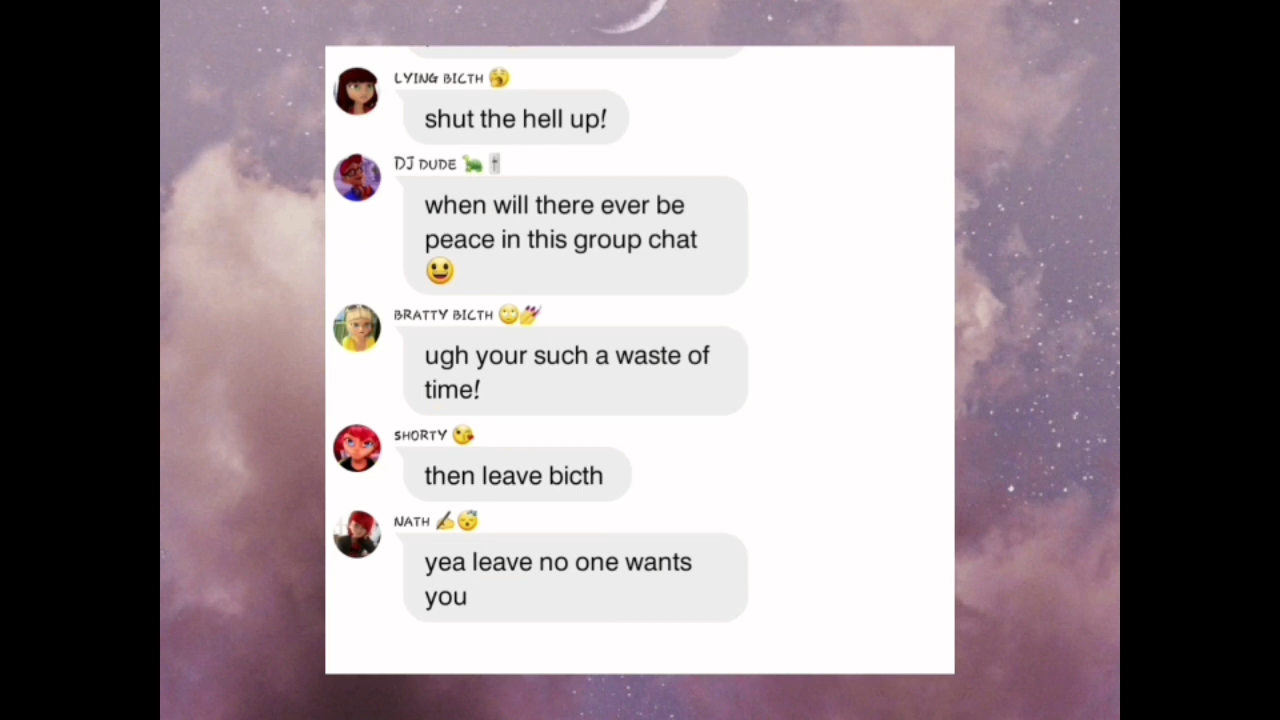 LYING BICTH 🥱
shut the hell up!
DJ DUDE 🐢🎚
when will there ever be
peace in this group chat
😀
BRATTY BICTH 🙄💅
ugh your such a waste of
time!
SHORTY 😘
then leave bicth
NATH ✍😴
yea leave no one wants
you